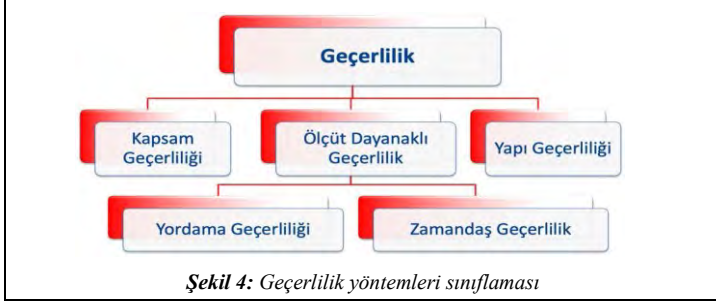 Geçerlilik
Kapsam
Geçerliliği
Ölçüt Dayanaklı
Geçerlilik
Yapı Geçerliliği
Yordama Geçerliliği
Zamandaş Geçerlilik
Şekil 4: Geçerlilik yöntemleri sınıflaması